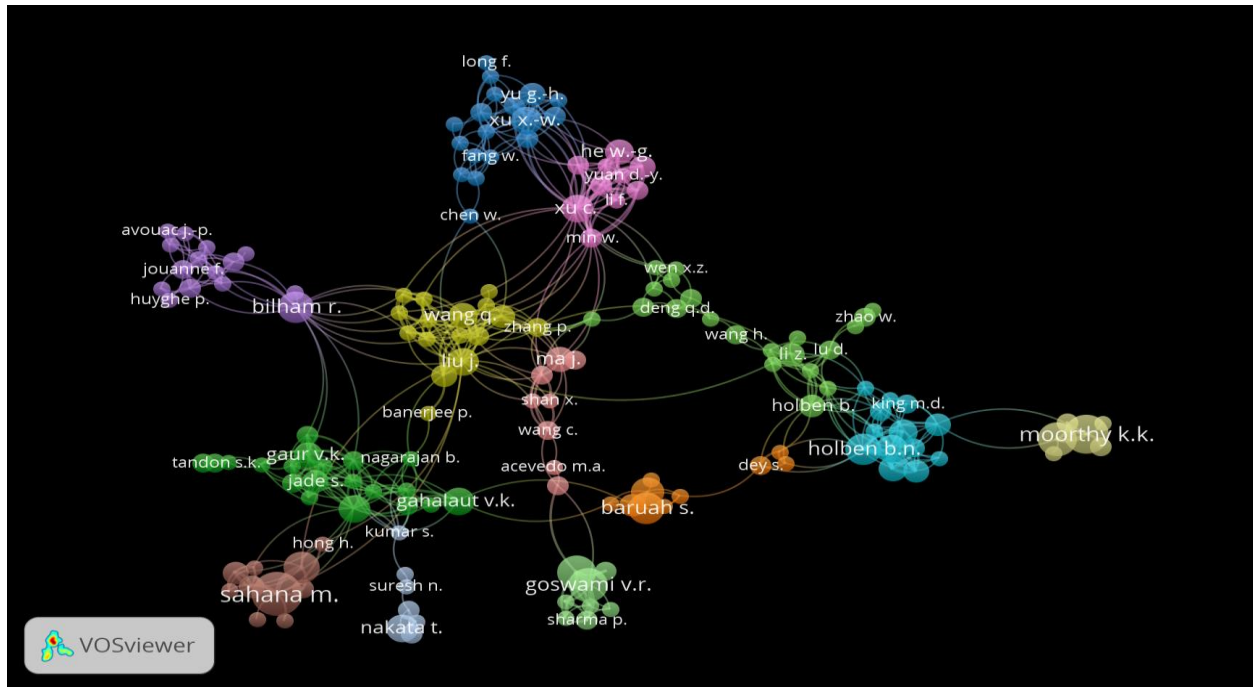 long f.
yu g.-h.
xu x.-w.
fang w.
he w.-g.
yuan d.-y.
li f.
xu c.
chen w.
min w.
avouac j.-p.
jouanne f.
huyghe p.
bilham r.
wen x.z.
deng q.d.
wang q.
zhang p.
wang h.
zhao w.
liu j.
ma j.
li z.
lu d.
shan x.
banerjee p.
holben b.
king m.d.
wang c.
moorthy k.k.
gaur v.k.
tandon s.k.
nagarajan b.
jade s.
acevedo m.a.
dey s.
holben b.n.
gahalaut v.k.
baruah s.
kumar s.
hong h.
suresh n.
goswami v.r.
sahana m.
nakata t.
sharma p.
VOSviewer